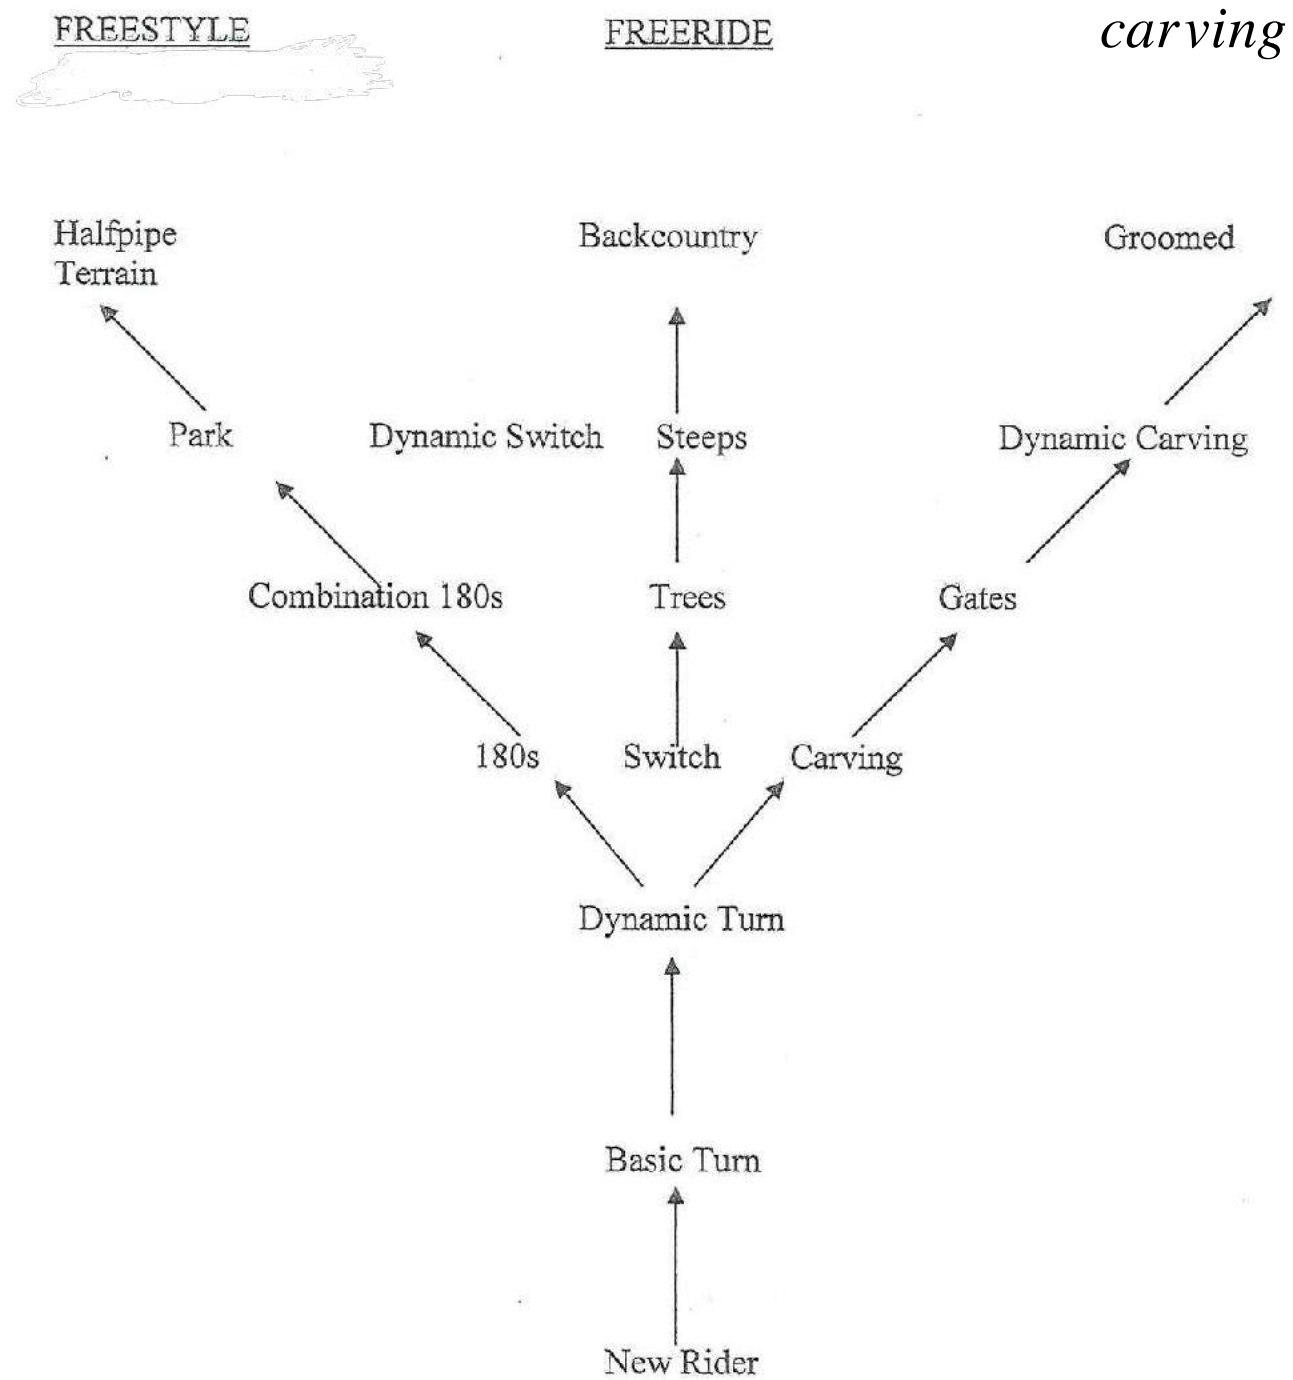 FREESTYLE FREERIDE carving
Halfpipe Backcountry Groomed
Terrain
Park Dynamic Switch Steeps Dynamic Carving
Combination 180s Trees Gates
180s Switch Carving
Dynamic Turn
Basic Turn
New Rider